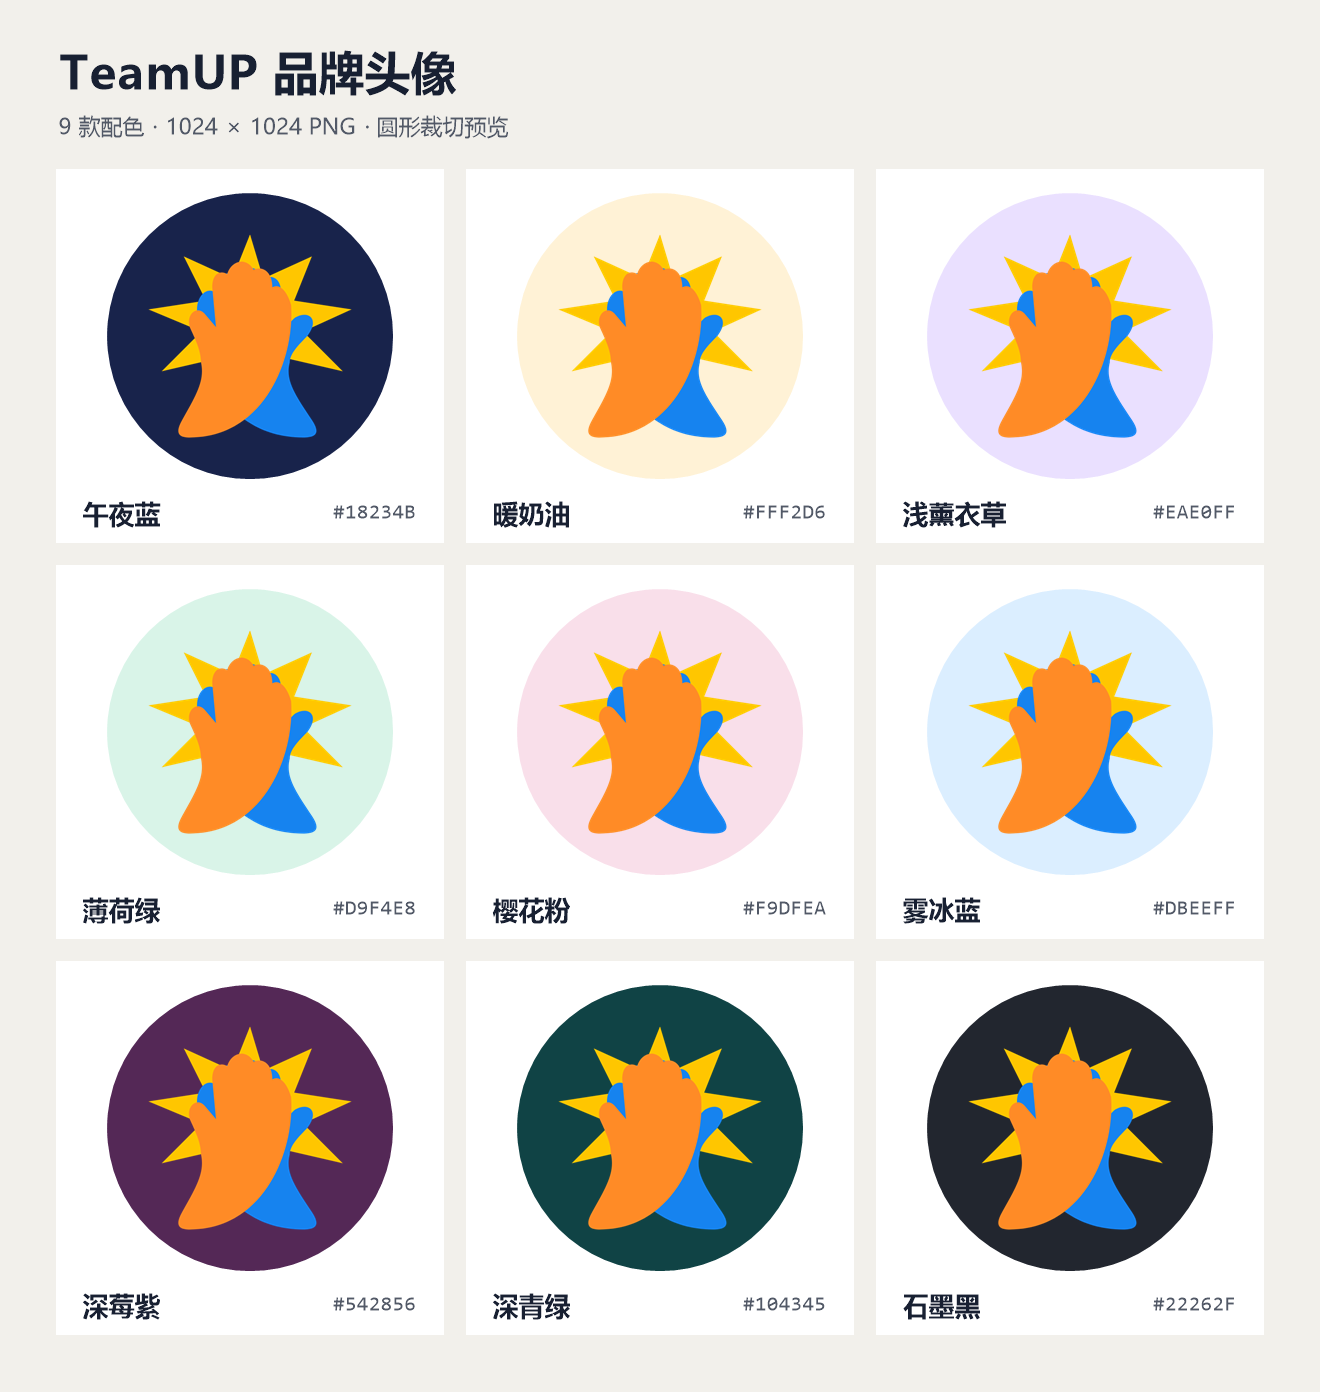 TeamUP 品牌头像
9 款配色 · 1024 × 1024 PNG · 圆形裁切预览
午夜蓝 #18234B
暖奶油 #FFF2D6
浅薰衣草 #EAE0FF
薄荷绿 #D9F4E8
樱花粉 #F9DFEA
雾冰蓝 #DBEEFF
深莓紫 #542856
深青绿 #104345
石墨黑 #22262F